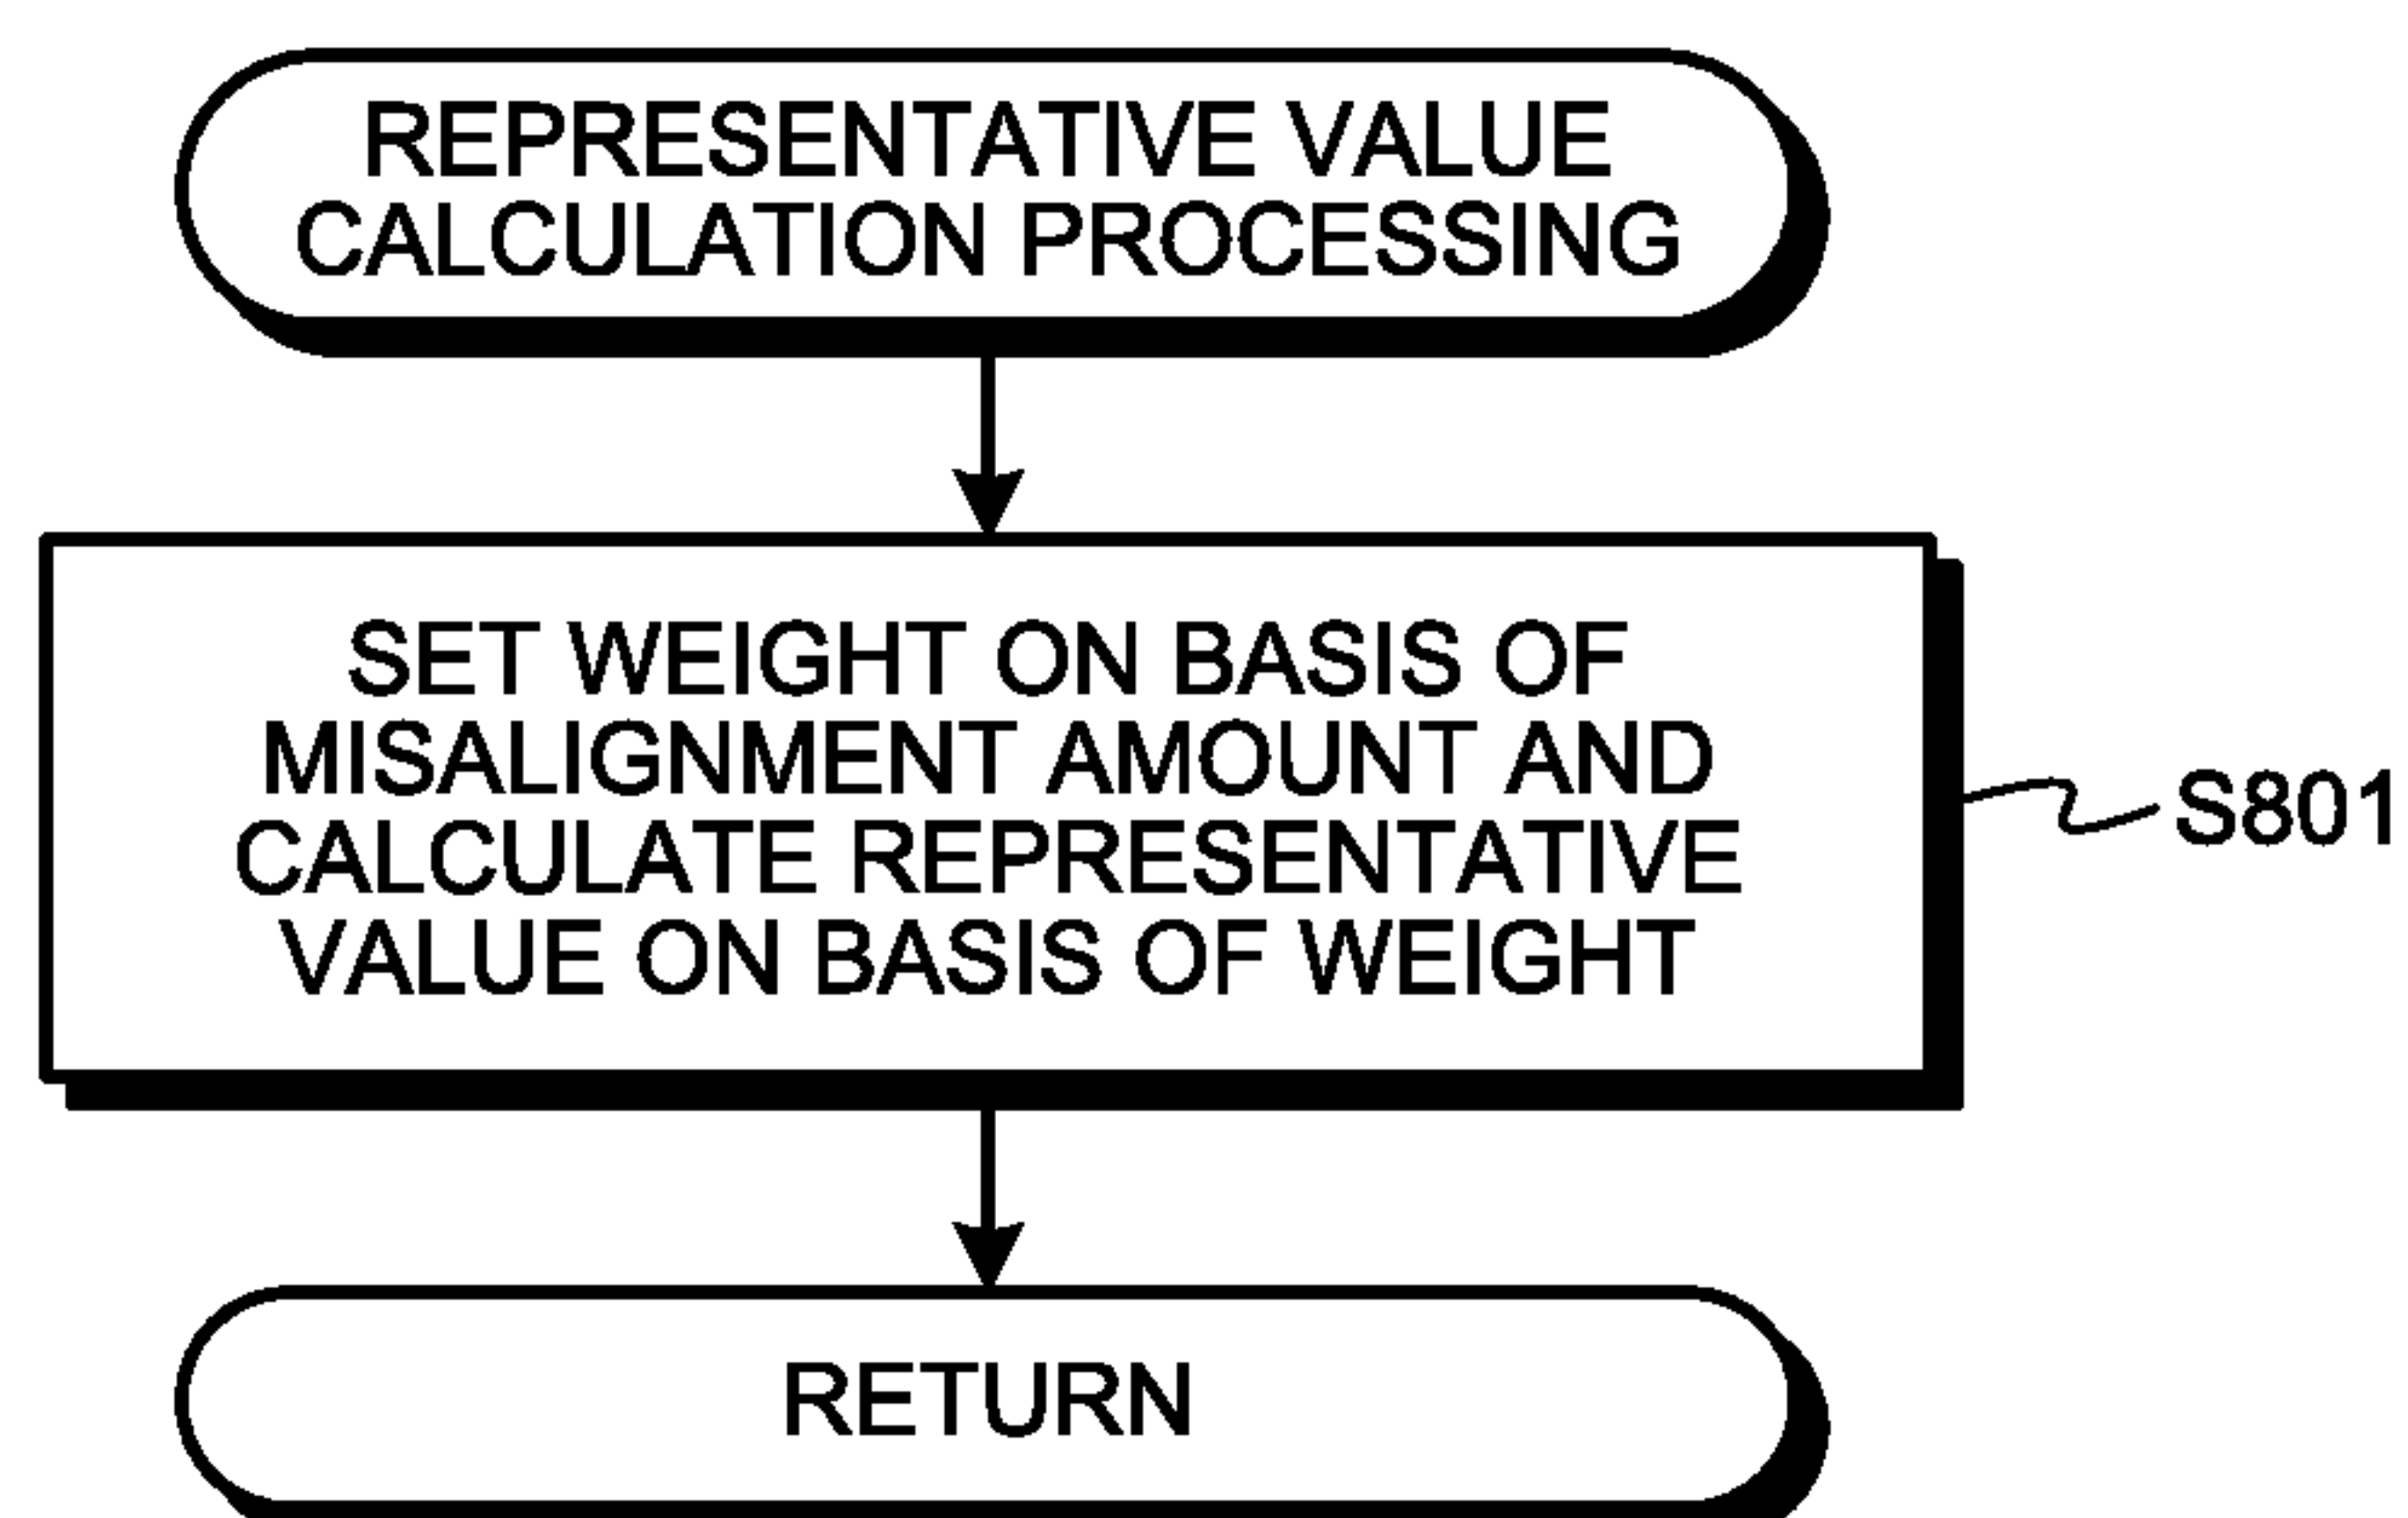 REPRESENTATIVE VALUE
CALCULATION PROCESSING
SET WEIGHT ON BASIS OF
MISALIGNMENT AMOUNT AND
CALCULATE REPRESENTATIVE
VALUE ON BASIS OF WEIGHT
S801
RETURN